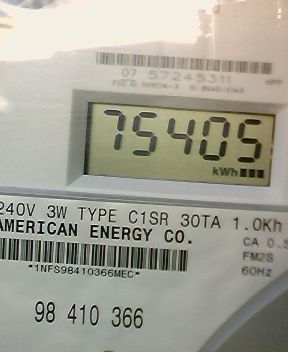 07 57245311
75405
kWh
240V 3W TYPE C1SR 30TA 1.0Kh
AMERICAN ENERGY CO.
CA 0.5
FM2S
60Hz
*1NFS98410366MEC*
98 410 366